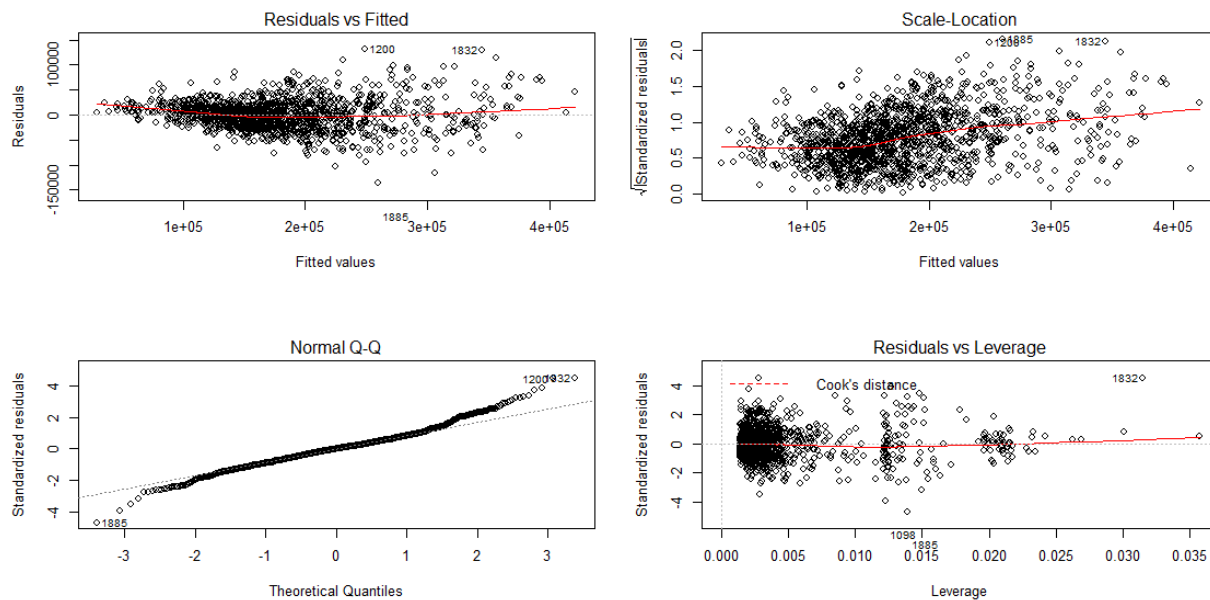 Residuals vs Fitted
Residuals
-150000 0 100000
1200
1832
1885
1e+05 2e+05 3e+05 4e+05
Fitted values
Scale-Location
√|Standardized residuals|
0.0 0.5 1.0 1.5 2.0
1885
1200
1832
1e+05 2e+05 3e+05 4e+05
Fitted values
Normal Q-Q
Standardized residuals
-4 -2 0 2 4
1200
1832
1885
-3 -2 -1 0 1 2 3
Theoretical Quantiles
Residuals vs Leverage
Standardized residuals
-4 -2 0 2 4
Cook's distance
1832
1098
1885
0.000 0.005 0.010 0.015 0.020 0.025 0.030 0.035
Leverage